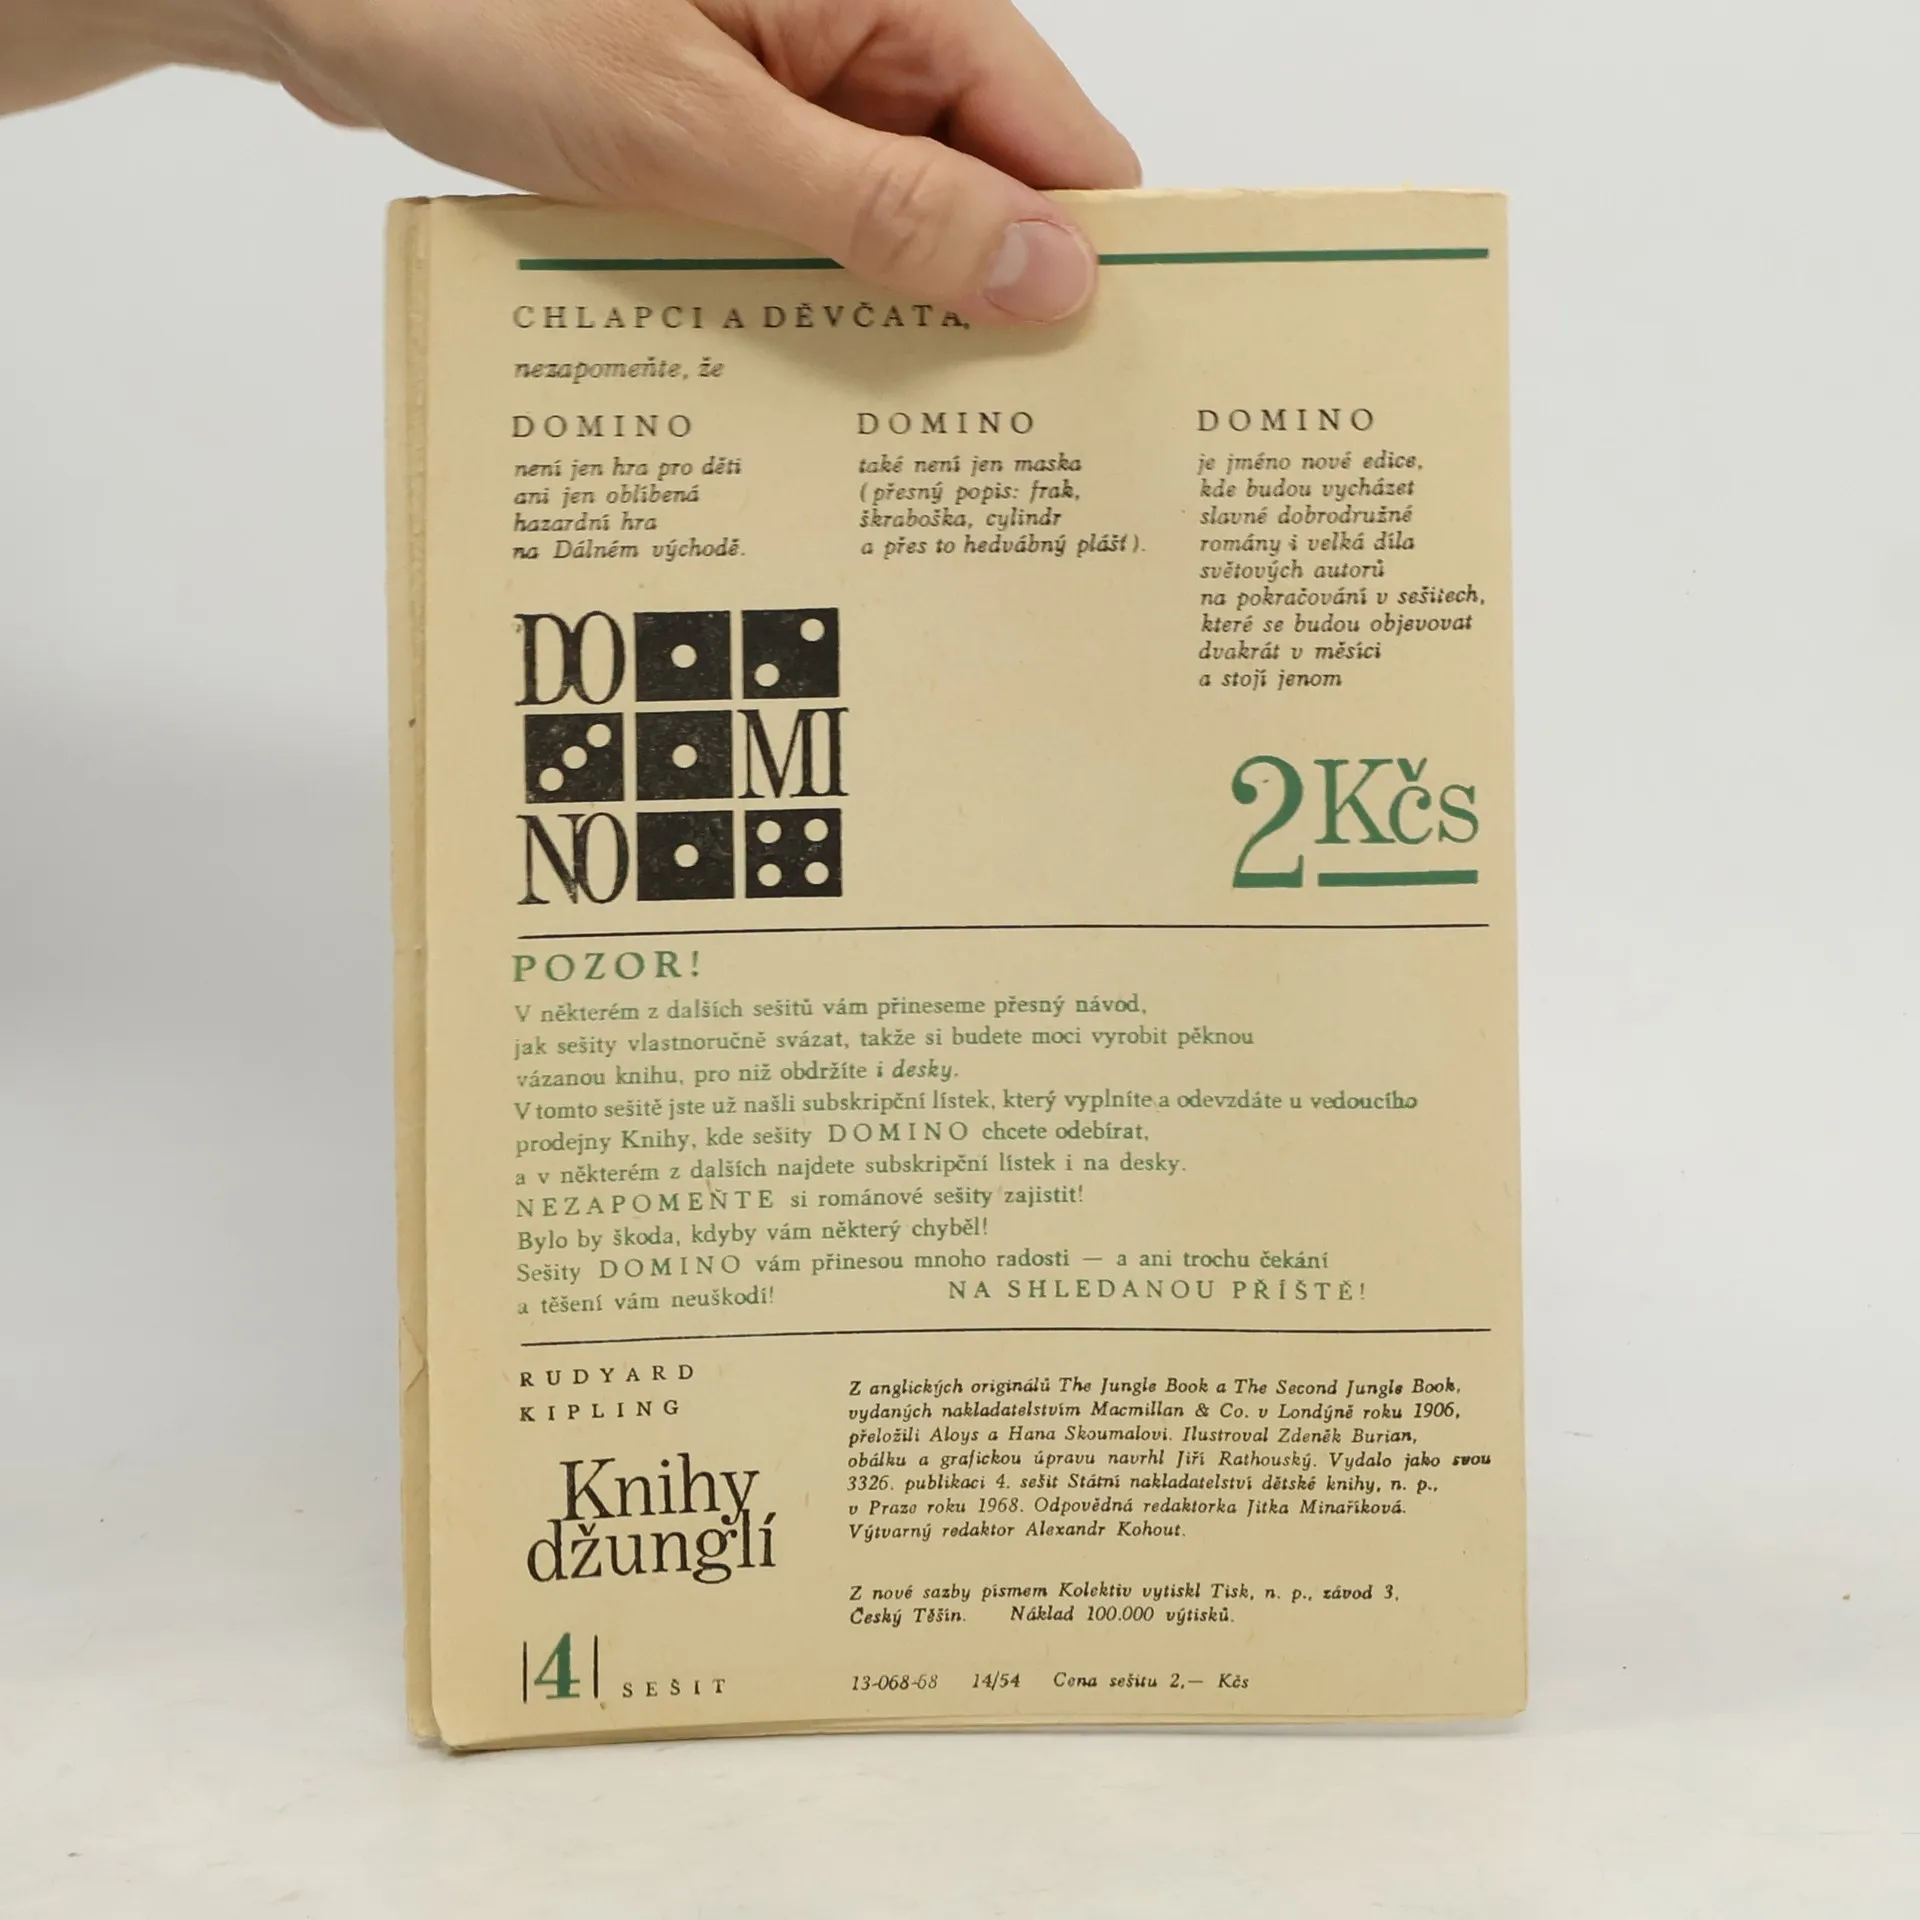 CHLAPCI A DĚVČATA,
nezapomeňte, že
DOMINO
není jen hra pro děti
ani jen oblíbená
hazardní hra
na Dálném východě.
DOMINO
také není jen maska
(přesný popis: frak,
škraboška, cylindr
a přes to hedvábný plášť).
DOMINO
je jméno nové edice,
kde budou vycházet
slavné dobrodružné
romány i velká díla
světových autorů
na pokračování v sešitech,
které se budou objevovat
dvakrát v měsíci
a stojí jenom
DO
MI
NO
2 Kčs
POZOR!
V některém z dalších sešitů vám přineseme přesný návod,
jak sešity vlastnoručně svázat, takže si budete moci vyrobit pěknou
vázanou knihu, pro niž obdržíte i desky.
V tomto sešitě jste už našli subskripční lístek, který vyplníte a odevzdáte u vedoucího
prodejny Knihy, kde sešity DOMINO chcete odebírat,
a v některém z dalších najdete subskripční lístek i na desky.
NEZAPOMEŇTE si románové sešity zajistit!
Bylo by škoda, kdyby vám některý chyběl!
Sešity DOMINO vám přinesou mnoho radosti — a ani trochu čekání
a těšení vám neuškodí! NA SHLEDANOU PŘÍŠTĚ!
RUDYARD
KIPLING
Knihy
džunglí
|4| SEŠIT
Z anglických originálů The Jungle Book a The Second Jungle Book,
vydaných nakladatelstvím Macmillan & Co. v Londýně roku 1906,
přeložili Aloys a Hana Skoumalovi. Ilustroval Zdeněk Burian,
obálku a grafickou úpravu navrhl Jiří Rathouský. Vydalo jako svou
3326. publikaci 4. sešit Státní nakladatelství dětské knihy, n. p.,
v Praze roku 1968. Odpovědná redaktorka Jitka Minaříková.
Výtvarný redaktor Alexandr Kohout.
Z nové sazby písmem Kolektiv vytiskl Tisk, n. p., závod 3,
Český Těšín. Náklad 100.000 výtisků.
13-068-68 14/54 Cena sešitu 2,— Kčs